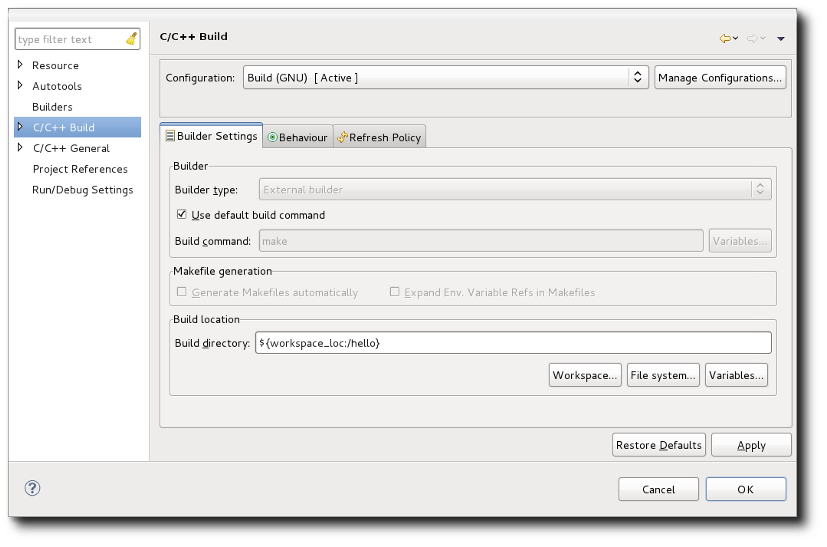 type filter text
Resource
Autotools
Builders
C/C++ Build
C/C++ General
Project References
Run/Debug Settings
C/C++ Build
Configuration: Build (GNU) [ Active ] Manage Configurations...
Builder Settings Behaviour Refresh Policy
Builder
Builder type: External builder
Use default build command
Build command: make Variables...
Makefile generation
Generate Makefiles automatically Expand Env. Variable Refs in Makefiles
Build location
Build directory: ${workspace_loc:/hello}
Workspace... File system... Variables...
Restore Defaults Apply
? Cancel OK